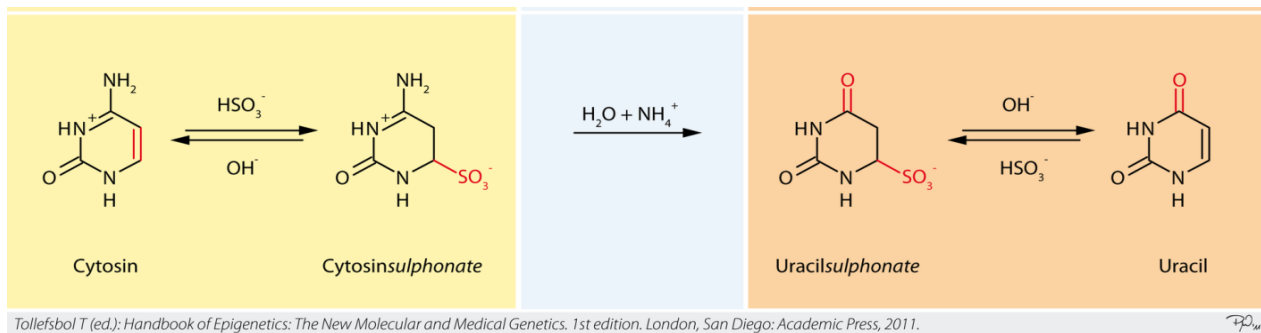 NH2
HN
+
O
N
H
HSO3-
OH-
NH2
HN
+
O
N
H
SO3-
H2O + NH4+
O
HN
O
N
H
SO3-
OH-
HSO3-
O
HN
O
N
H
Cytosin
Cytosinsulphonate
Uracilsulphonate
Uracil
Tollefsbol T (ed.): Handbook of Epigenetics: The New Molecular and Medical Genetics. 1st edition. London, San Diego: Academic Press, 2011.